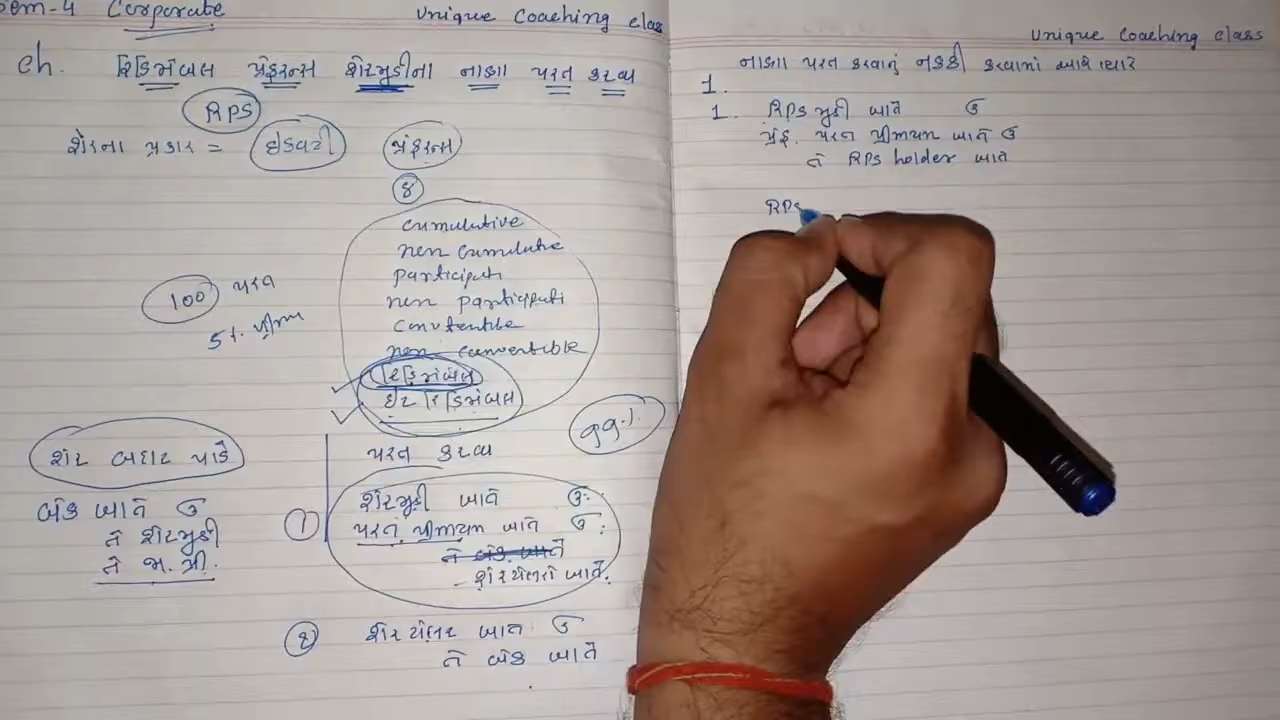 Sem-4 Corporate
Unique Coaching class
ch. રિડિમેબલ પ્રેફરન્સ શેરમૂડીના નાણા પરત કરવા
RPS
શેરના પ્રકાર = ઇક્વિટી પ્રેફરન્સ
8
cumulative
non cumulative
participati
non participati
convertible
non convertible
રિડિમેબલ
ઇર રિડિમેબલ
100 પરત
5%
99%
શેર બહાર પાડે
બેંક ખાતે ઉ
તે શેરમૂડી
તે જા. પ્રી.
પરત કરવા
1 શેરમૂડી ખાતે ઉ:
પરત પ્રીમિયમ ખાતે ઉ:
તે બેંક ખાતે
- શેરહોલ્ડરો ખાતે.
2 શેરહોલ્ડર ખાતે ઉ
તે બેંક ખાતે
Unique Coaching class
નાણા પરત કરવાનું નક્કી કરવામાં આવે ત્યારે
1.
1. RPS મૂડી ખાતે ઉ
પ્રેફ. પરત પ્રીમિયમ ખાતે ઉ
તે RPS holder ખાતે
RPS